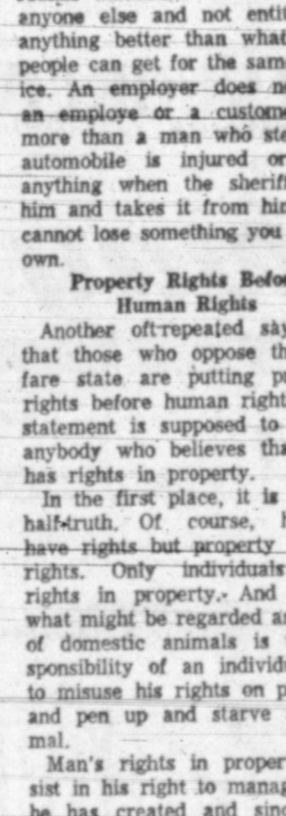 anyone else and not entit
anything better than what
people can get for the sam
ice. An employer does n
an employe or a custome
more than a man who ste
automobile is injured or
anything when the sherif
him and takes it from hi
cannot lose something you
own.
Property Rights Befo
Human Rights
Another oft-repeated say
that those who oppose th
fare state are putting p
rights before human right
statement is supposed to
anybody who believes tha
has rights in property.
In the first place, it is
half-truth. Of course, h
have rights but property
rights. Only individuals
rights in property. And
what might be regarded a
of domestic animals is
sponsibility of an individ
to misuse his rights on p
and pen up and starve
mal.
Man's rights in proper
sist in his right to manag
he has created and sinc